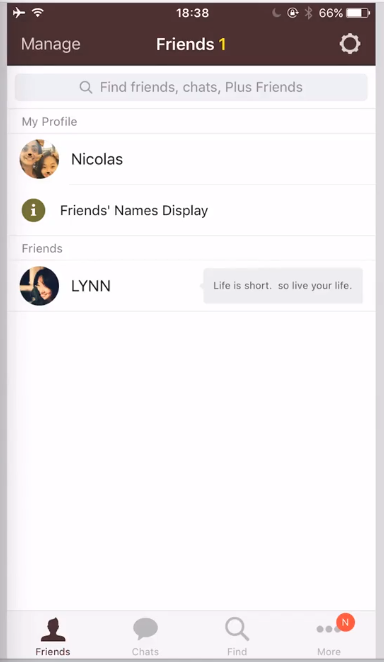 18:38
66%
Manage
Friends 1
Find friends, chats, Plus Friends
My Profile
Nicolas
i
Friends' Names Display
Friends
LYNN
Life is short. so live your life.
N
Friends
Chats
Find
More